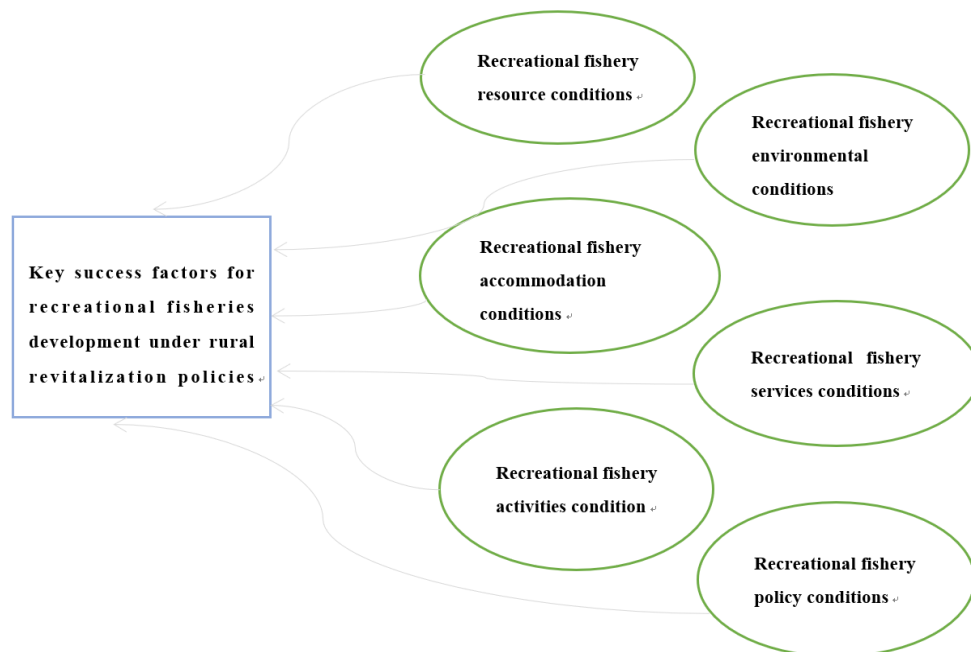 Recreational fishery
resource conditions
Recreational fishery
environmental
conditions
Key success factors for
recreational fisheries
development under rural
revitalization policies
Recreational fishery
accommodation
conditions
Recreational fishery
services conditions
Recreational fishery
activities condition
Recreational fishery
policy conditions